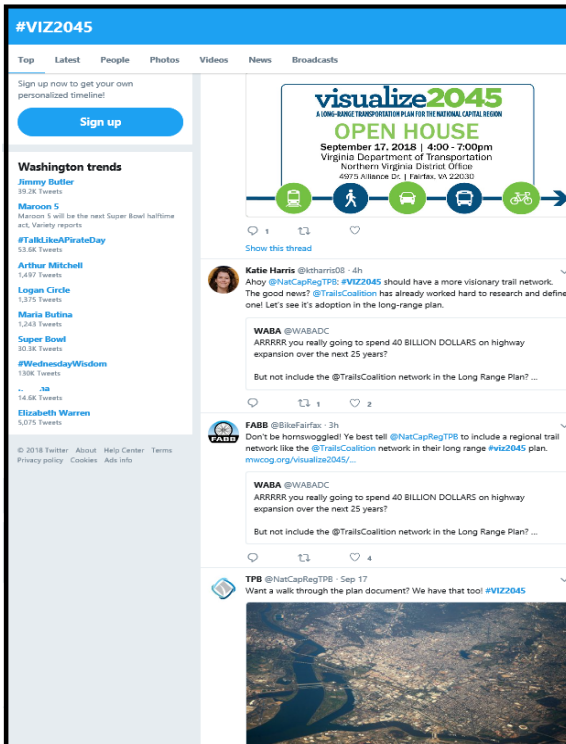 #VIZ2045
Top Latest People Photos Videos News Broadcasts
Sign up now to get your own
personalized timeline!
Sign up
Washington trends
Jimmy Butler
39.2K Tweets
Maroon 5
Maroon 5 will be the next Super Bowl halftime
act, Variety reports
#TalkLikeAPirateDay
53.6K Tweets
Arthur Mitchell
1,497 Tweets
Logan Circle
1,375 Tweets
Maria Butina
1,243 Tweets
Super Bowl
30.3K Tweets
#WednesdayWisdom
130K Tweets
14.6K Tweets
Elizabeth Warren
5,075 Tweets
© 2018 Twitter About Help Center Terms
Privacy policy Cookies Ads info
visualize2045
A LONG-RANGE TRANSPORTATION PLAN FOR THE NATIONAL CAPITAL REGION
OPEN HOUSE
September 17, 2018 | 4:00 - 7:00pm
Virginia Department of Transportation
Northern Virginia District Office
4975 Alliance Dr. | Fairfax, VA 22030
1
Show this thread
Katie Harris @ktharris08 · 4h
Ahoy @NatCapRegTPB: #VIZ2045 should have a more visionary trail network.
The good news? @TrailsCoalition has already worked hard to research and define
one! Let's see it's adoption in the long-range plan.
WABA @WABADC
ARRRRR you really going to spend 40 BILLION DOLLARS on highway
expansion over the next 25 years?
But not include the @TrailsCoalition network in the Long Range Plan? ...
1 2
FABB @BikeFairfax · 3h
Don't be hornswoggled! Ye best tell @NatCapRegTPB to include a regional trail
network like the @TrailsCoalition network in their long range #viz2045 plan.
mwcog.org/visualize2045/...
WABA @WABADC
ARRRRR you really going to spend 40 BILLION DOLLARS on highway
expansion over the next 25 years?
But not include the @TrailsCoalition network in the Long Range Plan? ...
4
TPB @NatCapRegTPB · Sep 17
Want a walk through the plan document? We have that too! #VIZ2045